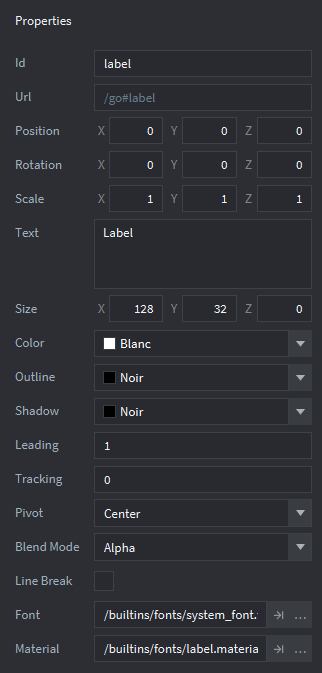 Properties
Id label
Url /go#label
Position X 0 Y 0 Z 0
Rotation X 0 Y 0 Z 0
Scale X 1 Y 1 Z 1
Text Label
Size X 128 Y 32 Z 0
Color Blanc
Outline Noir
Shadow Noir
Leading 1
Tracking 0
Pivot Center
Blend Mode Alpha
Line Break
Font /builtins/fonts/system_font. ...
Material /builtins/fonts/label.materia ...